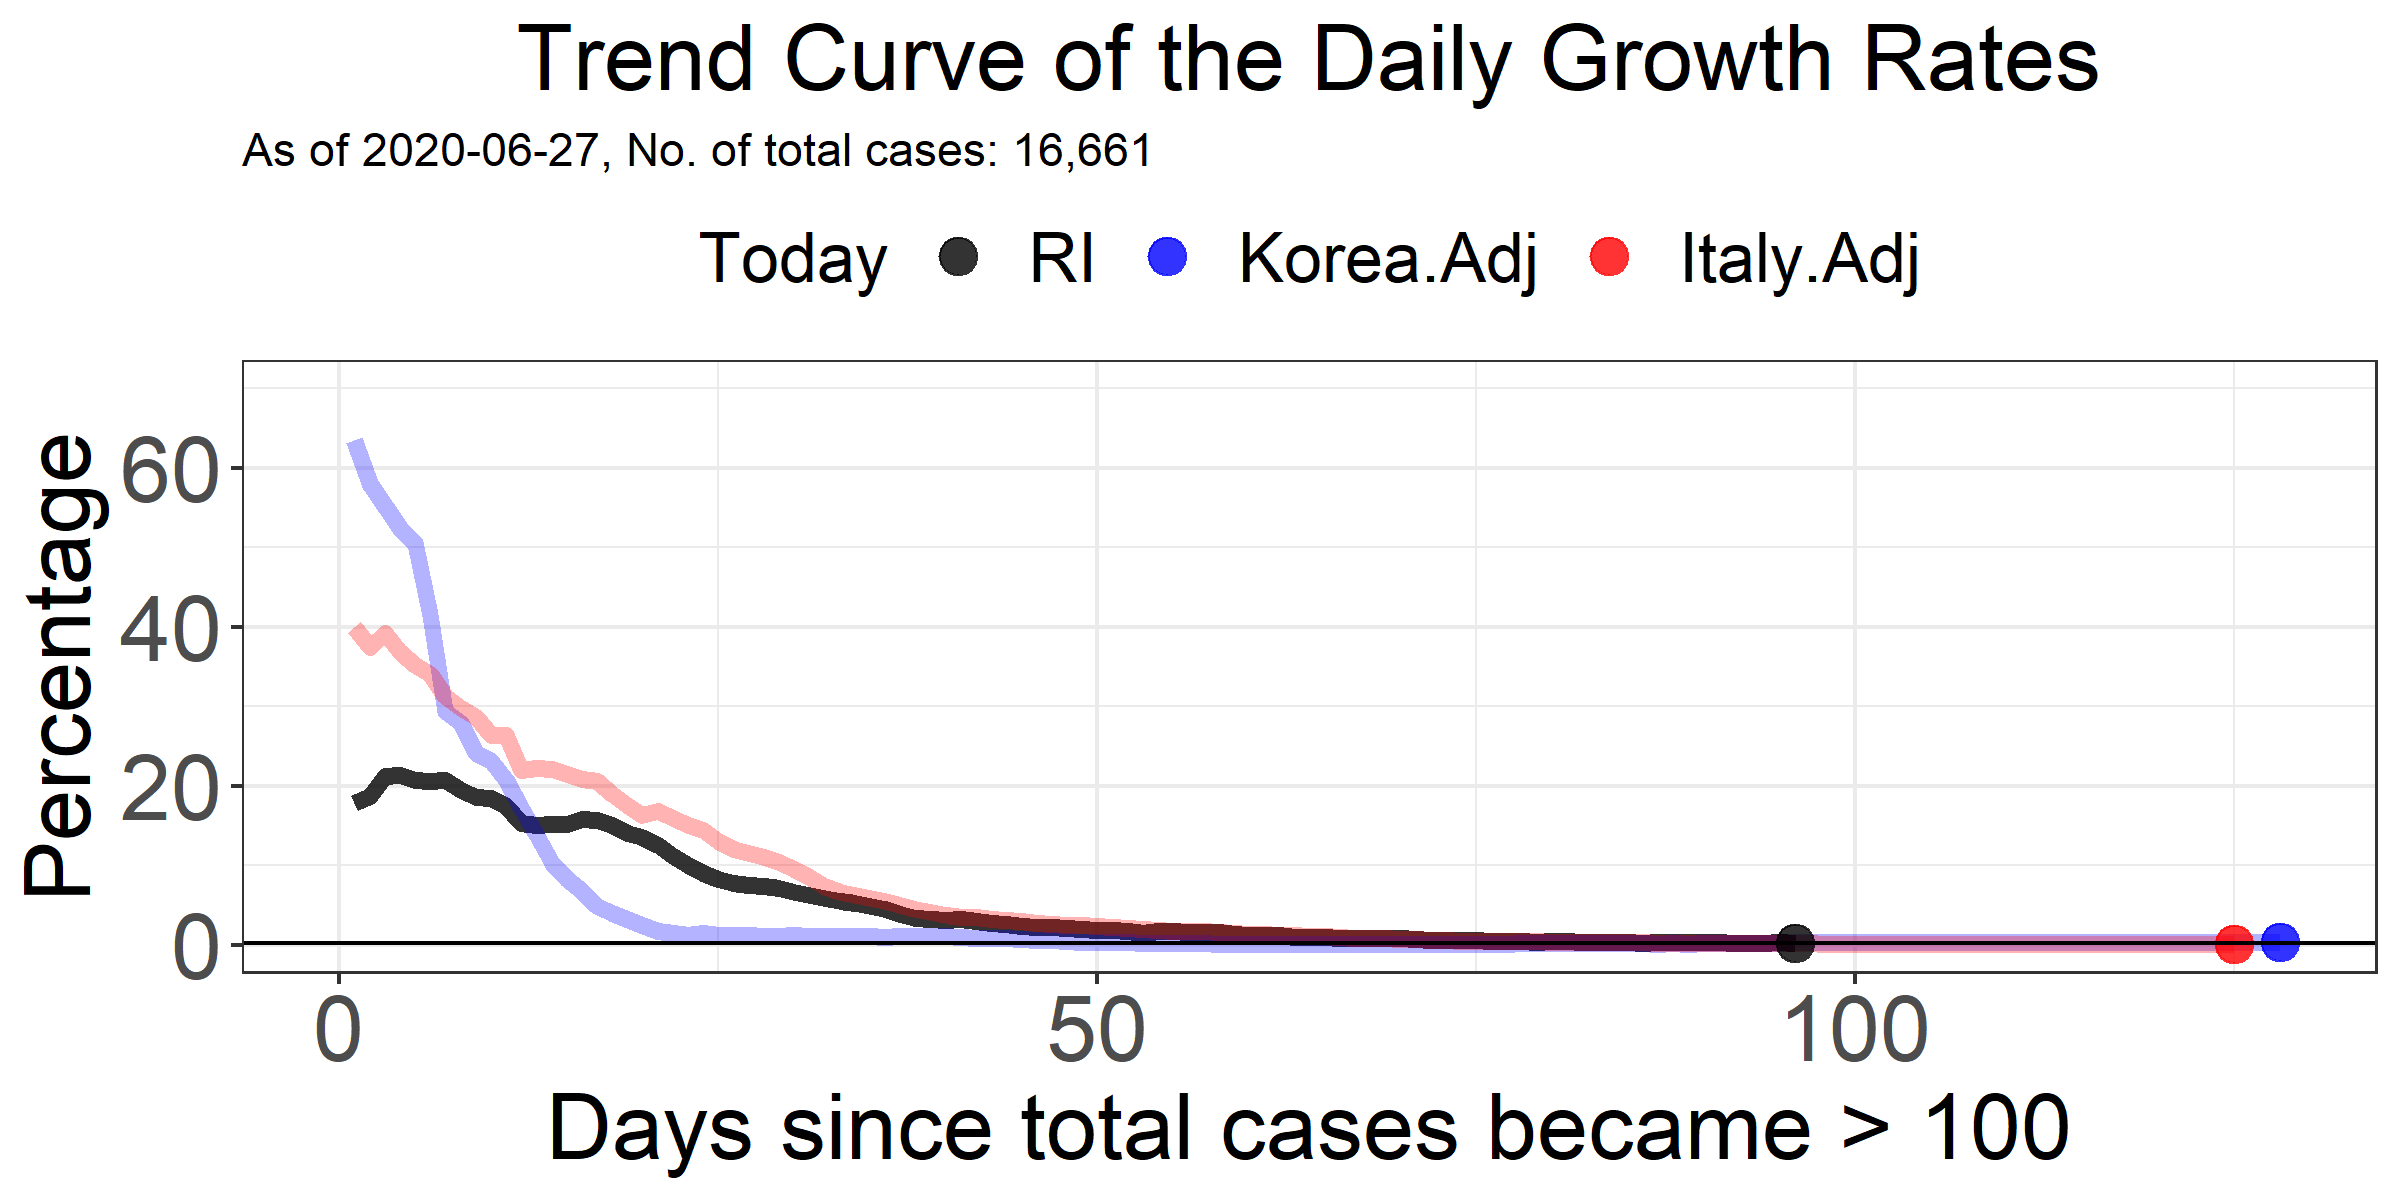 Trend Curve of the Daily Growth Rates
As of 2020-06-27, No. of total cases: 16,661
Today RI Korea.Adj Italy.Adj
Percentage
60
40
20
0
0 50 100
Days since total cases became > 100